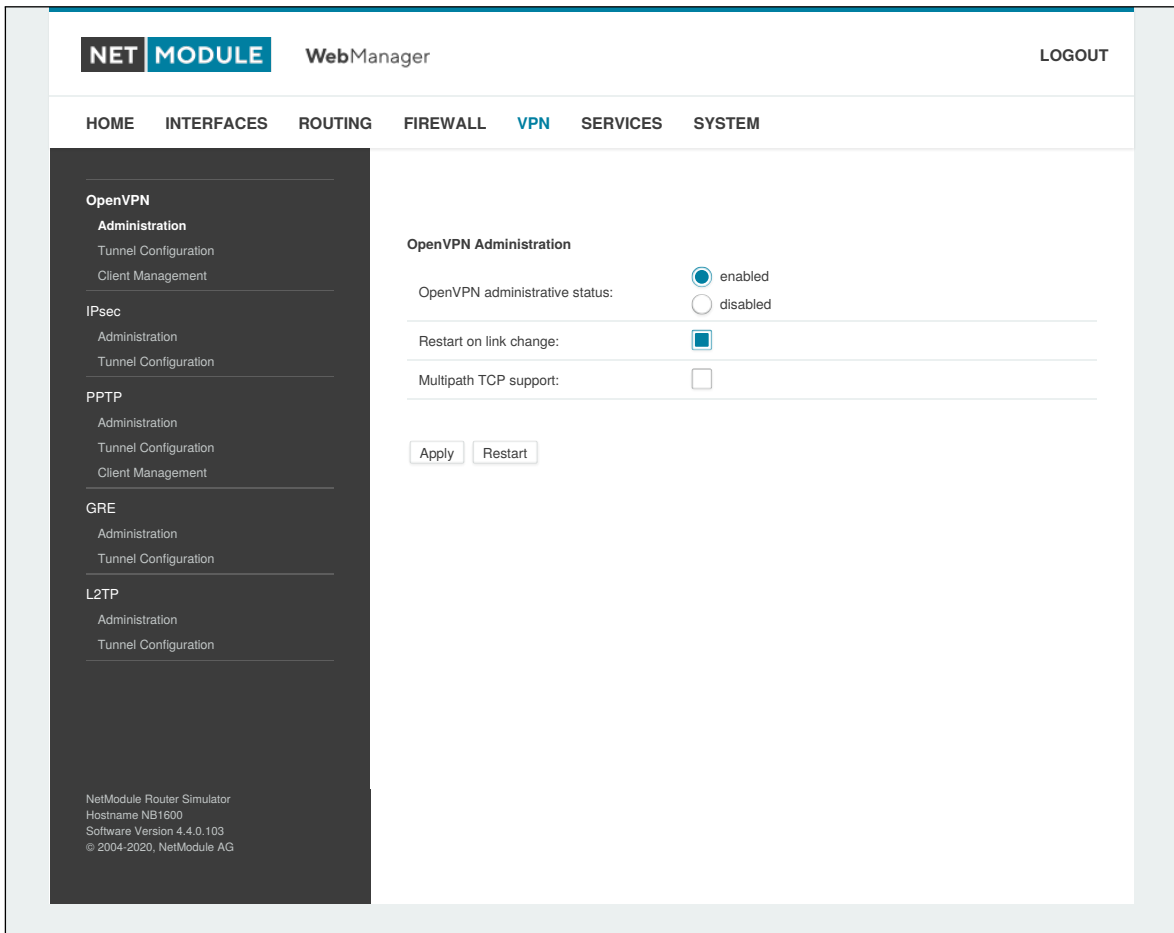 NET MODULE WebManager LOGOUT
HOME INTERFACES ROUTING FIREWALL VPN SERVICES SYSTEM
OpenVPN
Administration
Tunnel Configuration
Client Management
IPsec
Administration
Tunnel Configuration
PPTP
Administration
Tunnel Configuration
Client Management
GRE
Administration
Tunnel Configuration
L2TP
Administration
Tunnel Configuration
NetModule Router Simulator
Hostname NB1600
Software Version 4.4.0.103
© 2004-2020, NetModule AG
OpenVPN Administration
OpenVPN administrative status:
enabled
disabled
Restart on link change:
Multipath TCP support:
Apply Restart